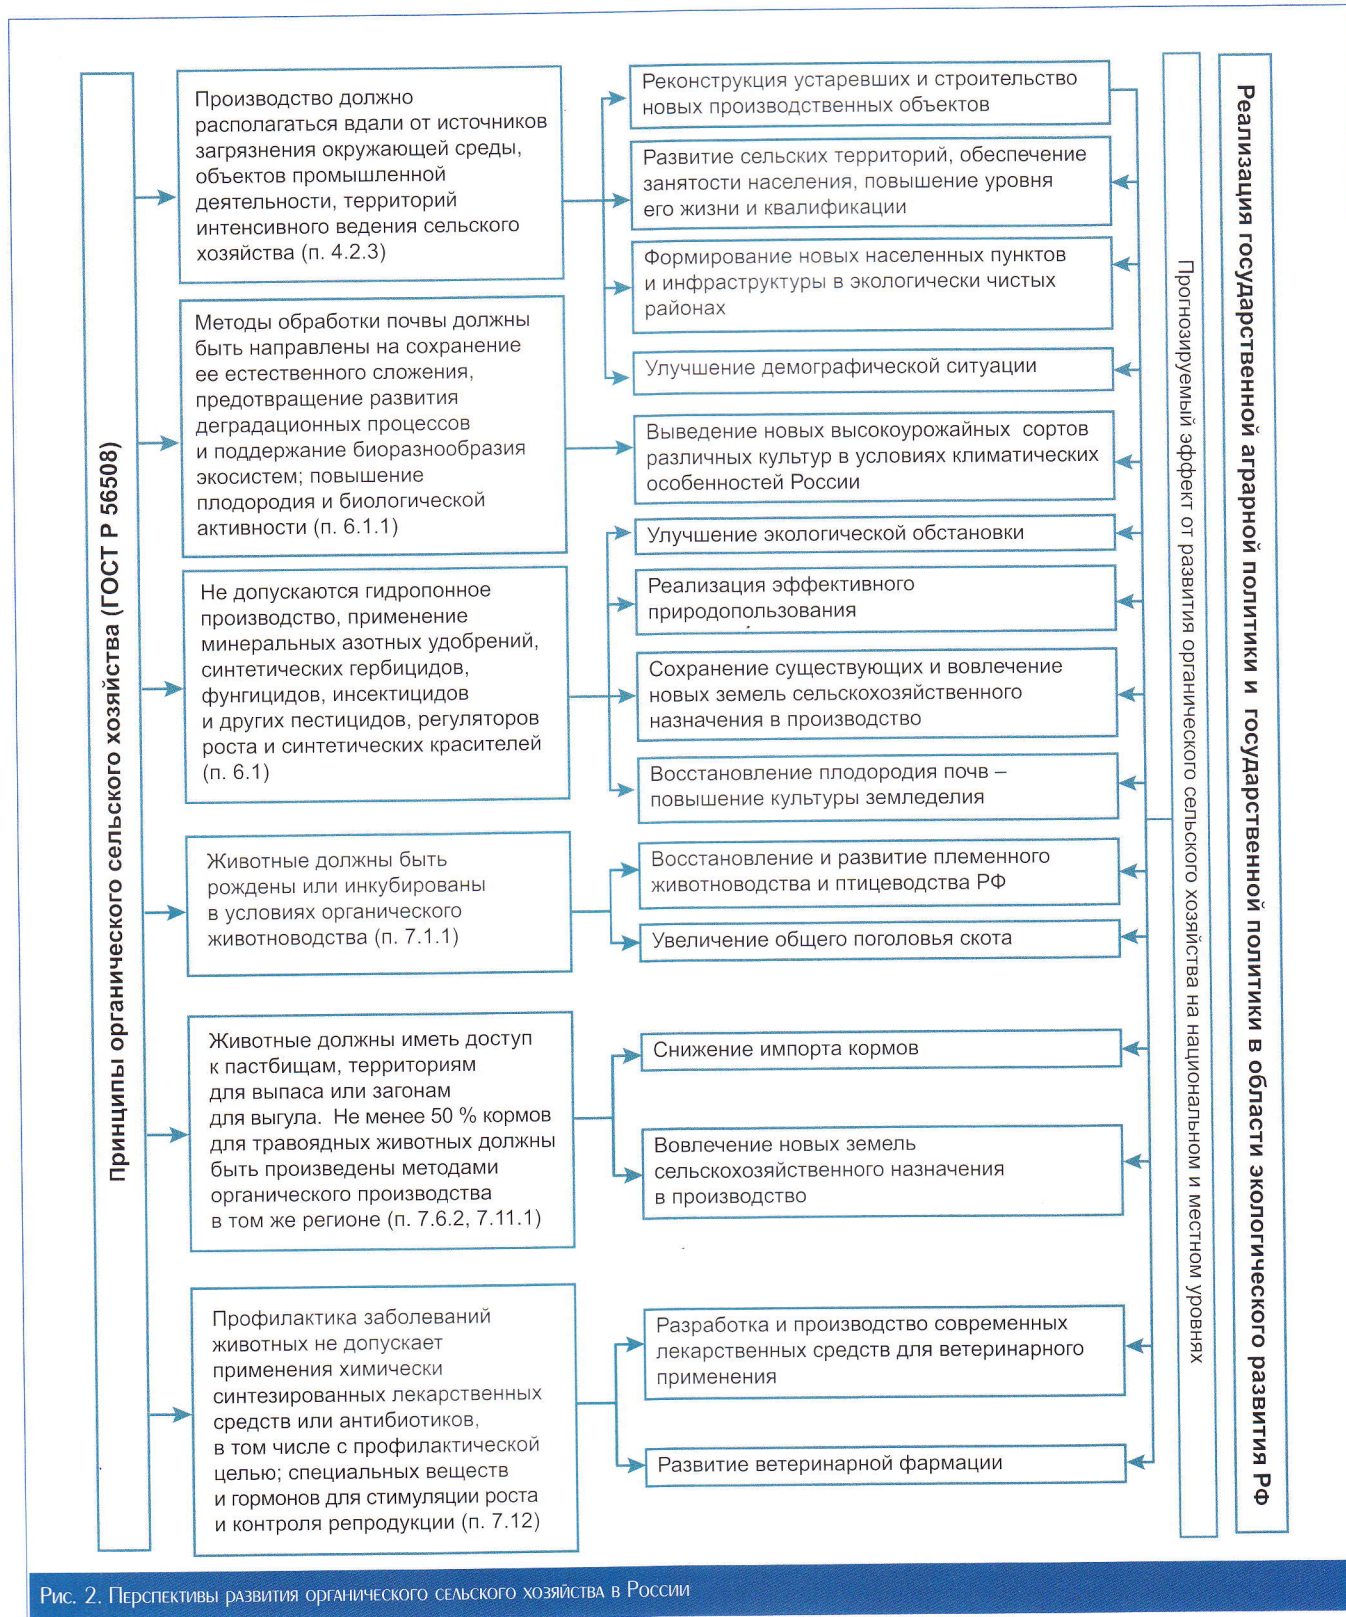 Принципы органического сельского хозяйства (ГОСТ Р 56508)
Производство должно
располагаться вдали от источников
загрязнения окружающей среды,
объектов промышленной
деятельности, территорий
интенсивного ведения сельского
хозяйства (п. 4.2.3)
Методы обработки почвы должны
быть направлены на сохранение
ее естественного сложения,
предотвращение развития
деградационных процессов
и поддержание биоразнообразия
экосистем; повышение
плодородия и биологической
активности (п. 6.1.1)
Не допускаются гидропонное
производство, применение
минеральных азотных удобрений,
синтетических гербицидов,
фунгицидов, инсектицидов
и других пестицидов, регуляторов
роста и синтетических красителей
(п. 6.1)
Животные должны быть
рождены или инкубированы
в условиях органического
животноводства (п. 7.1.1)
Животные должны иметь доступ
к пастбищам, территориям
для выпаса или загонам
для выгула. Не менее 50 % кормов
для травоядных животных должны
быть произведены методами
органического производства
в том же регионе (п. 7.6.2, 7.11.1)
Профилактика заболеваний
животных не допускает
применения химически
синтезированных лекарственных
средств или антибиотиков,
в том числе с профилактической
целью; специальных веществ
и гормонов для стимуляции роста
и контроля репродукции (п. 7.12)
Реконструкция устаревших и строительство
новых производственных объектов
Развитие сельских территорий, обеспечение
занятости населения, повышение уровня
его жизни и квалификации
Формирование новых населенных пунктов
и инфраструктуры в экологически чистых
районах
Улучшение демографической ситуации
Выведение новых высокоурожайных сортов
различных культур в условиях климатических
особенностей России
Улучшение экологической обстановки
Реализация эффективного
природопользования
Сохранение существующих и вовлечение
новых земель сельскохозяйственного
назначения в производство
Восстановление плодородия почв –
повышение культуры земледелия
Восстановление и развитие племенного
животноводства и птицеводства РФ
Увеличение общего поголовья скота
Снижение импорта кормов
Вовлечение новых земель
сельскохозяйственного назначения
в производство
Разработка и производство современных
лекарственных средств для ветеринарного
применения
Развитие ветеринарной фармации
Прогнозируемый эффект от развития органического сельского хозяйства на национальном и местном уровнях
Реализация государственной аграрной политики и государственной политики в области экологического развития РФ
Рис. 2. Перспективы развития органического сельского хозяйства в России